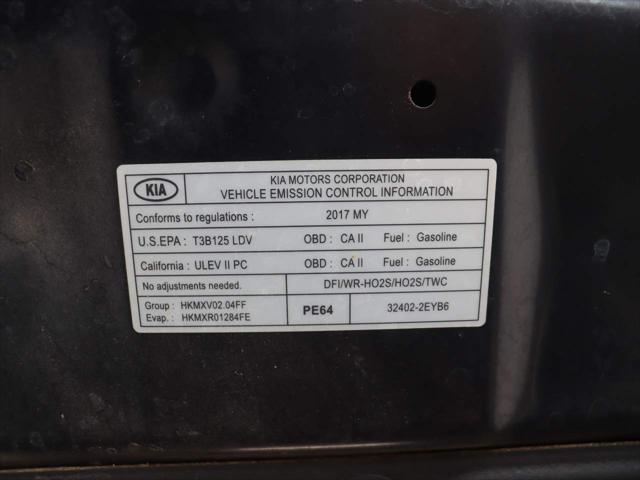 KIA
KIA MOTORS CORPORATION
VEHICLE EMISSION CONTROL INFORMATION
Conforms to regulations : 2017 MY
U.S.EPA : T3B125 LDV OBD : CA II Fuel : Gasoline
California : ULEV II PC OBD : CA II Fuel : Gasoline
No adjustments needed. DFI/WR-HO2S/HO2S/TWC
Group : HKMXV02.04FF
Evap. : HKMXR01284FE
PE64 32402-2EYB6